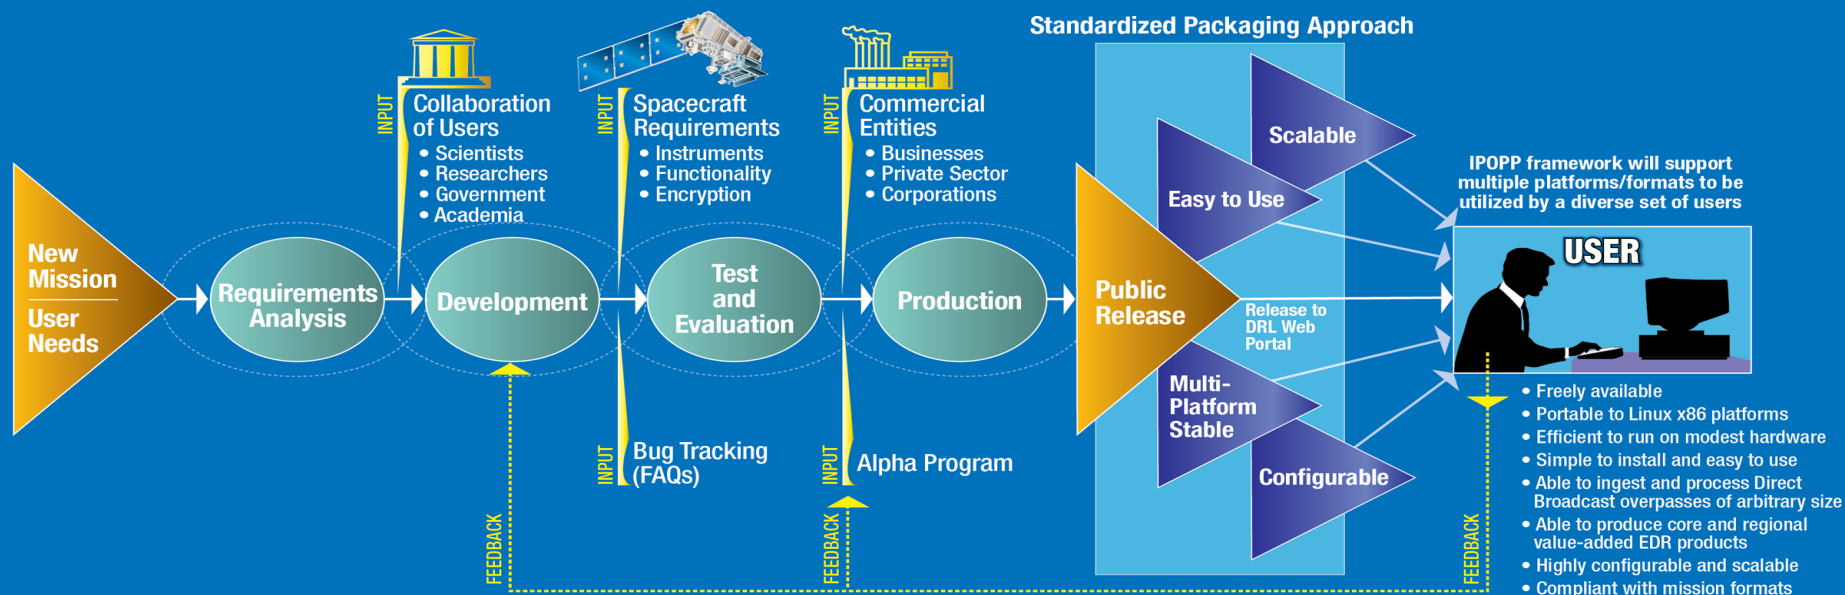 Standardized Packaging Approach
New
Mission
User
Needs
Requirements
Analysis
INPUT
Collaboration
of Users
• Scientists
• Researchers
• Government
• Academia
Development
INPUT
Spacecraft
Requirements
• Instruments
• Functionality
• Encryption
INPUT
Bug Tracking
(FAQs)
Test
and
Evaluation
INPUT
Commercial
Entities
• Businesses
• Private Sector
• Corporations
INPUT
Alpha Program
Production
Public
Release
Scalable
Easy to Use
Release to
DRL Web
Portal
Multi-
Platform
Stable
Configurable
IPOPP framework will support
multiple platforms/formats to be
utilized by a diverse set of users
USER
• Freely available
• Portable to Linux x86 platforms
• Efficient to run on modest hardware
• Simple to install and easy to use
• Able to ingest and process Direct
Broadcast overpasses of arbitrary size
• Able to produce core and regional
value-added EDR products
• Highly configurable and scalable
• Compliant with mission formats
FEEDBACK
FEEDBACK
FEEDBACK